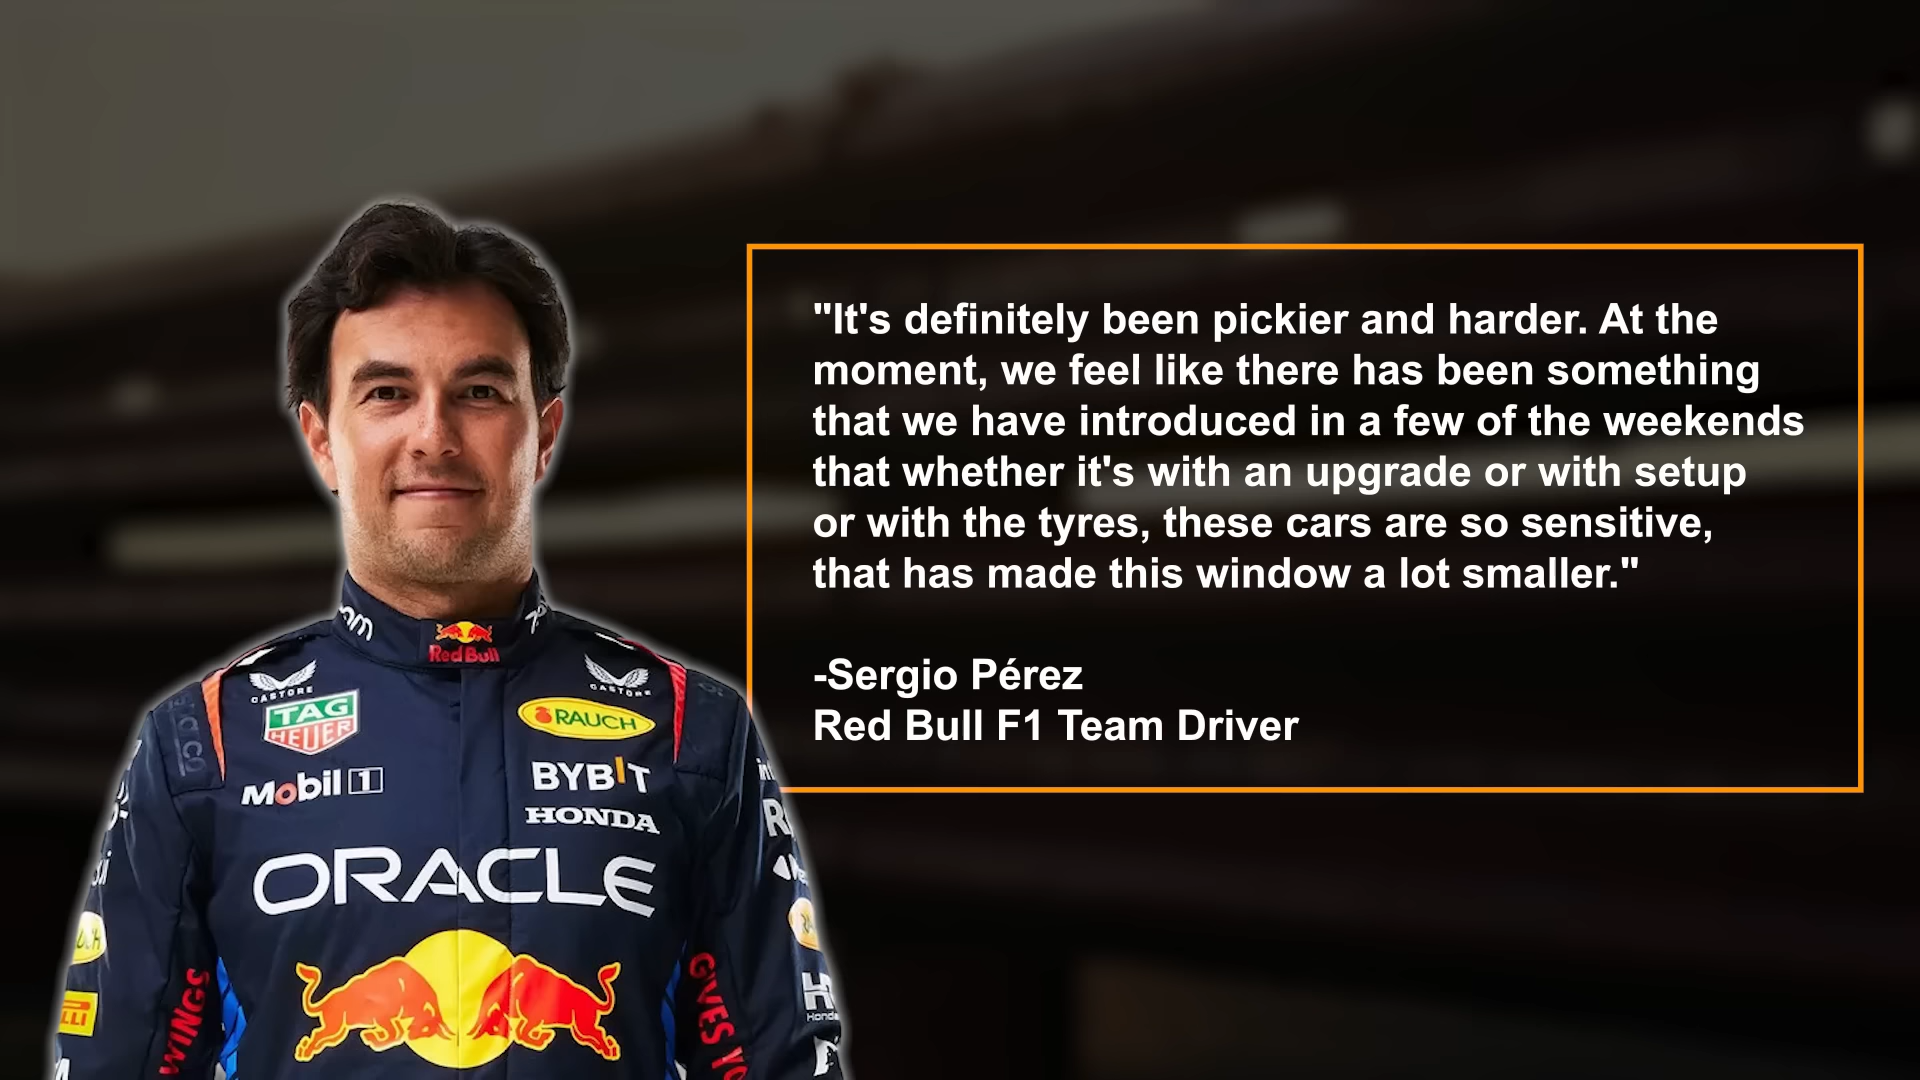 "It's definitely been pickier and harder. At the
moment, we feel like there has been something
that we have introduced in a few of the weekends
that whether it's with an upgrade or with setup
or with the tyres, these cars are so sensitive,
that has made this window a lot smaller."
-Sergio Pérez
Red Bull F1 Team Driver
Red Bull
CASTORE
CASTORE
TAG
HEUER
RAUCH
Mobil 1
BYBIT
HONDA
ORACLE
WINGS
GIVES